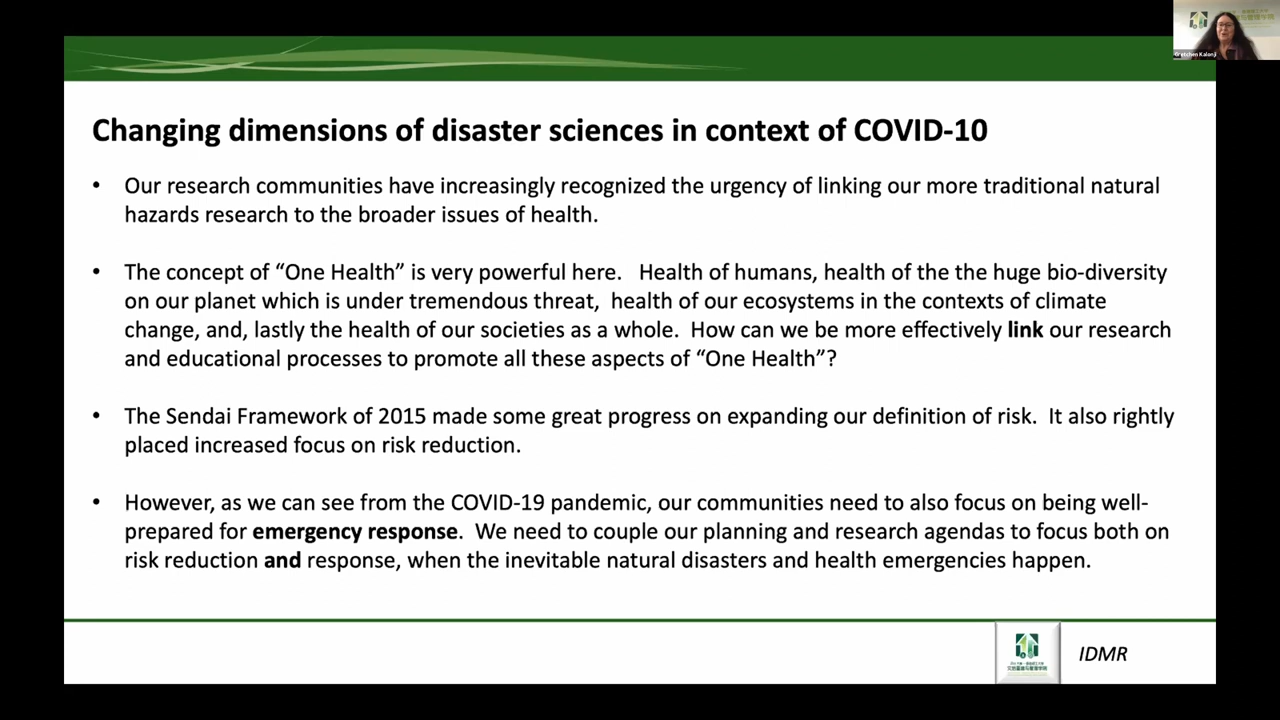 Gretchen Kalonji
Changing dimensions of disaster sciences in context of COVID-10
• Our research communities have increasingly recognized the urgency of linking our more traditional natural
hazards research to the broader issues of health.
• The concept of “One Health” is very powerful here. Health of humans, health of the the huge bio-diversity
on our planet which is under tremendous threat, health of our ecosystems in the contexts of climate
change, and, lastly the health of our societies as a whole. How can we be more effectively link our research
and educational processes to promote all these aspects of “One Health”?
• The Sendai Framework of 2015 made some great progress on expanding our definition of risk. It also rightly
placed increased focus on risk reduction.
• However, as we can see from the COVID-19 pandemic, our communities need to also focus on being well-
prepared for emergency response. We need to couple our planning and research agendas to focus both on
risk reduction and response, when the inevitable natural disasters and health emergencies happen.
IDMR